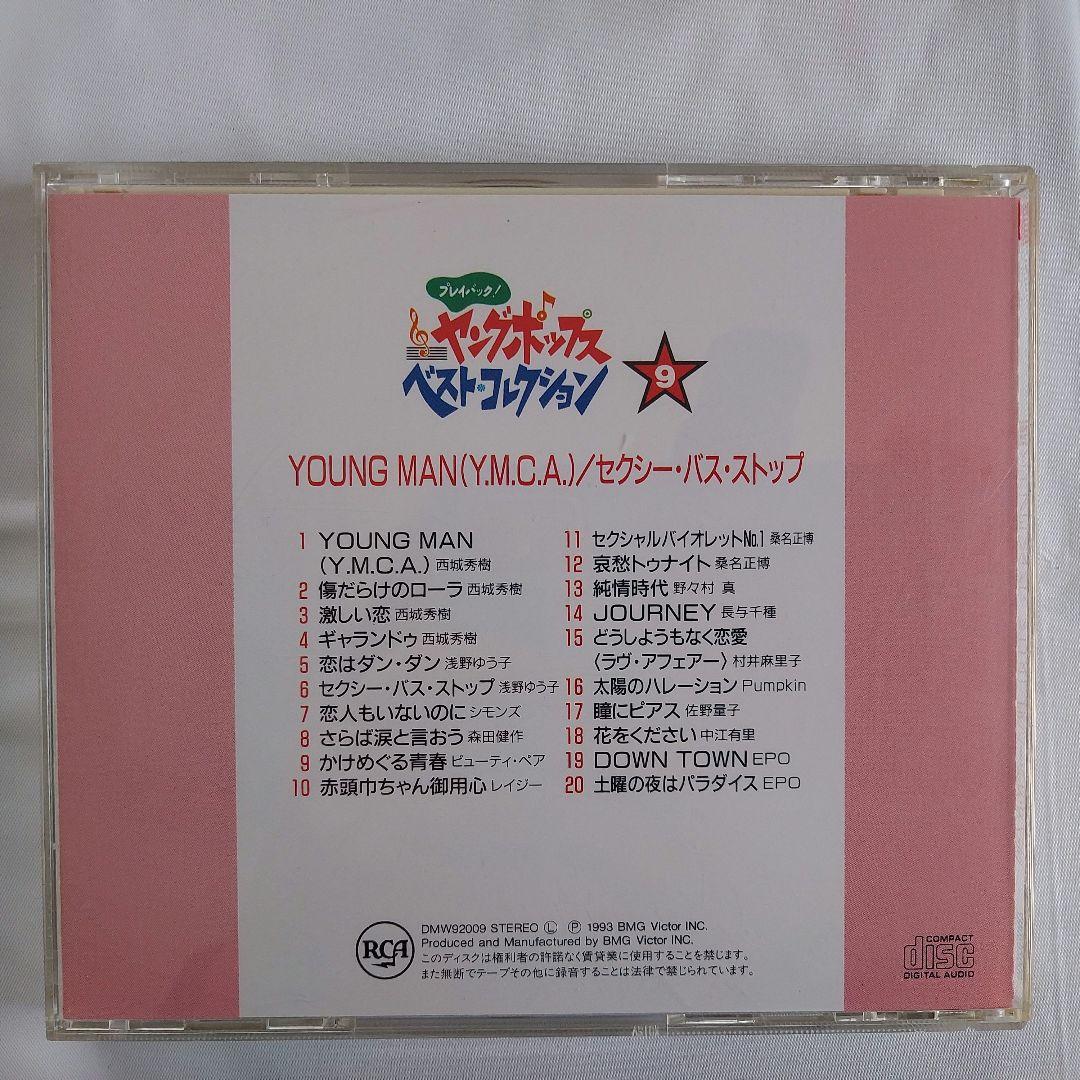 プレイバック!
ヤングポップス
ベスト・コレクション
9
YOUNG MAN(Y.M.C.A.)/セクシー・バス・ストップ
1 YOUNG MAN
(Y.M.C.A.) 西城秀樹
2 傷だらけのローラ 西城秀樹
3 激しい恋 西城秀樹
4 ギャランドゥ 西城秀樹
5 恋はダン・ダン 浅野ゆう子
6 セクシー・バス・ストップ 浅野ゆう子
7 恋人もいないのに シモンズ
8 さらば涙と言おう 森田健作
9 かけめぐる青春 ビューティ・ペア
10 赤頭巾ちゃん御用心 レイジー
11 セクシャルバイオレットNo.1 桑名正博
12 哀愁トゥナイト 桑名正博
13 純情時代 野々村 真
14 JOURNEY 長与千種
15 どうしようもなく恋愛
〈ラヴ・アフェアー〉 村井麻里子
16 太陽のハレーション Pumpkin
17 瞳にピアス 佐野量子
18 花をください 中江有里
19 DOWN TOWN EPO
20 土曜の夜はパラダイス EPO
RCA
DMW92009 STEREO Ⓛ Ⓟ 1993 BMG Victor INC.
Produced and Manufactured by BMG Victor INC.
このディスクは権利者の許諾なく賃貸業に使用することを禁じます。
また無断でテープその他に録音することは法律で禁じられています。
COMPACT
disc
DIGITAL AUDIO